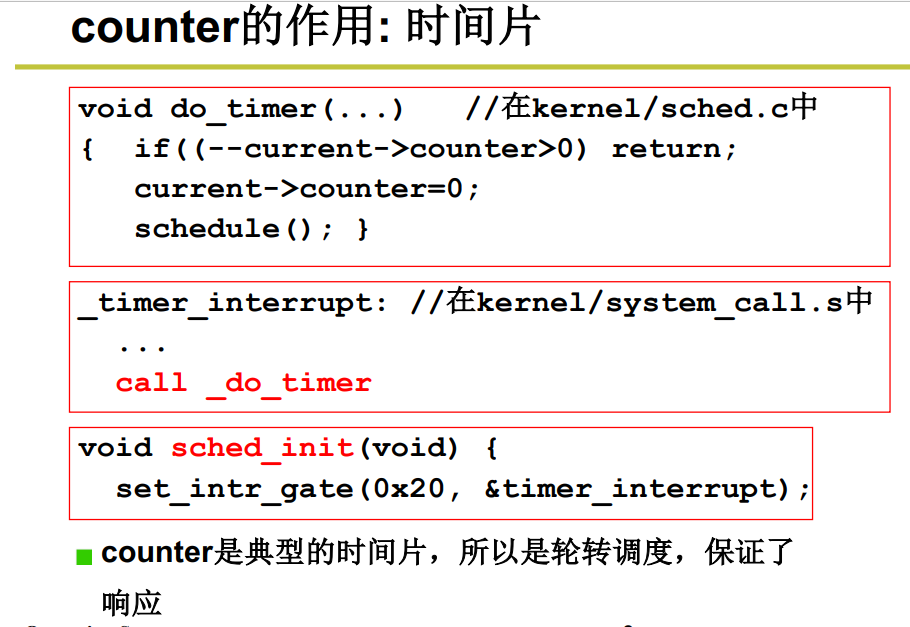 counter的作用: 时间片
void do_timer(...) //在kernel/sched.c中
{ if((--current->counter>0) return;
current->counter=0;
schedule(); }
_timer_interrupt: //在kernel/system_call.s中
...
call _do_timer
void sched_init(void) {
set_intr_gate(0x20, &timer_interrupt);
counter是典型的时间片，所以是轮转调度，保证了
响应